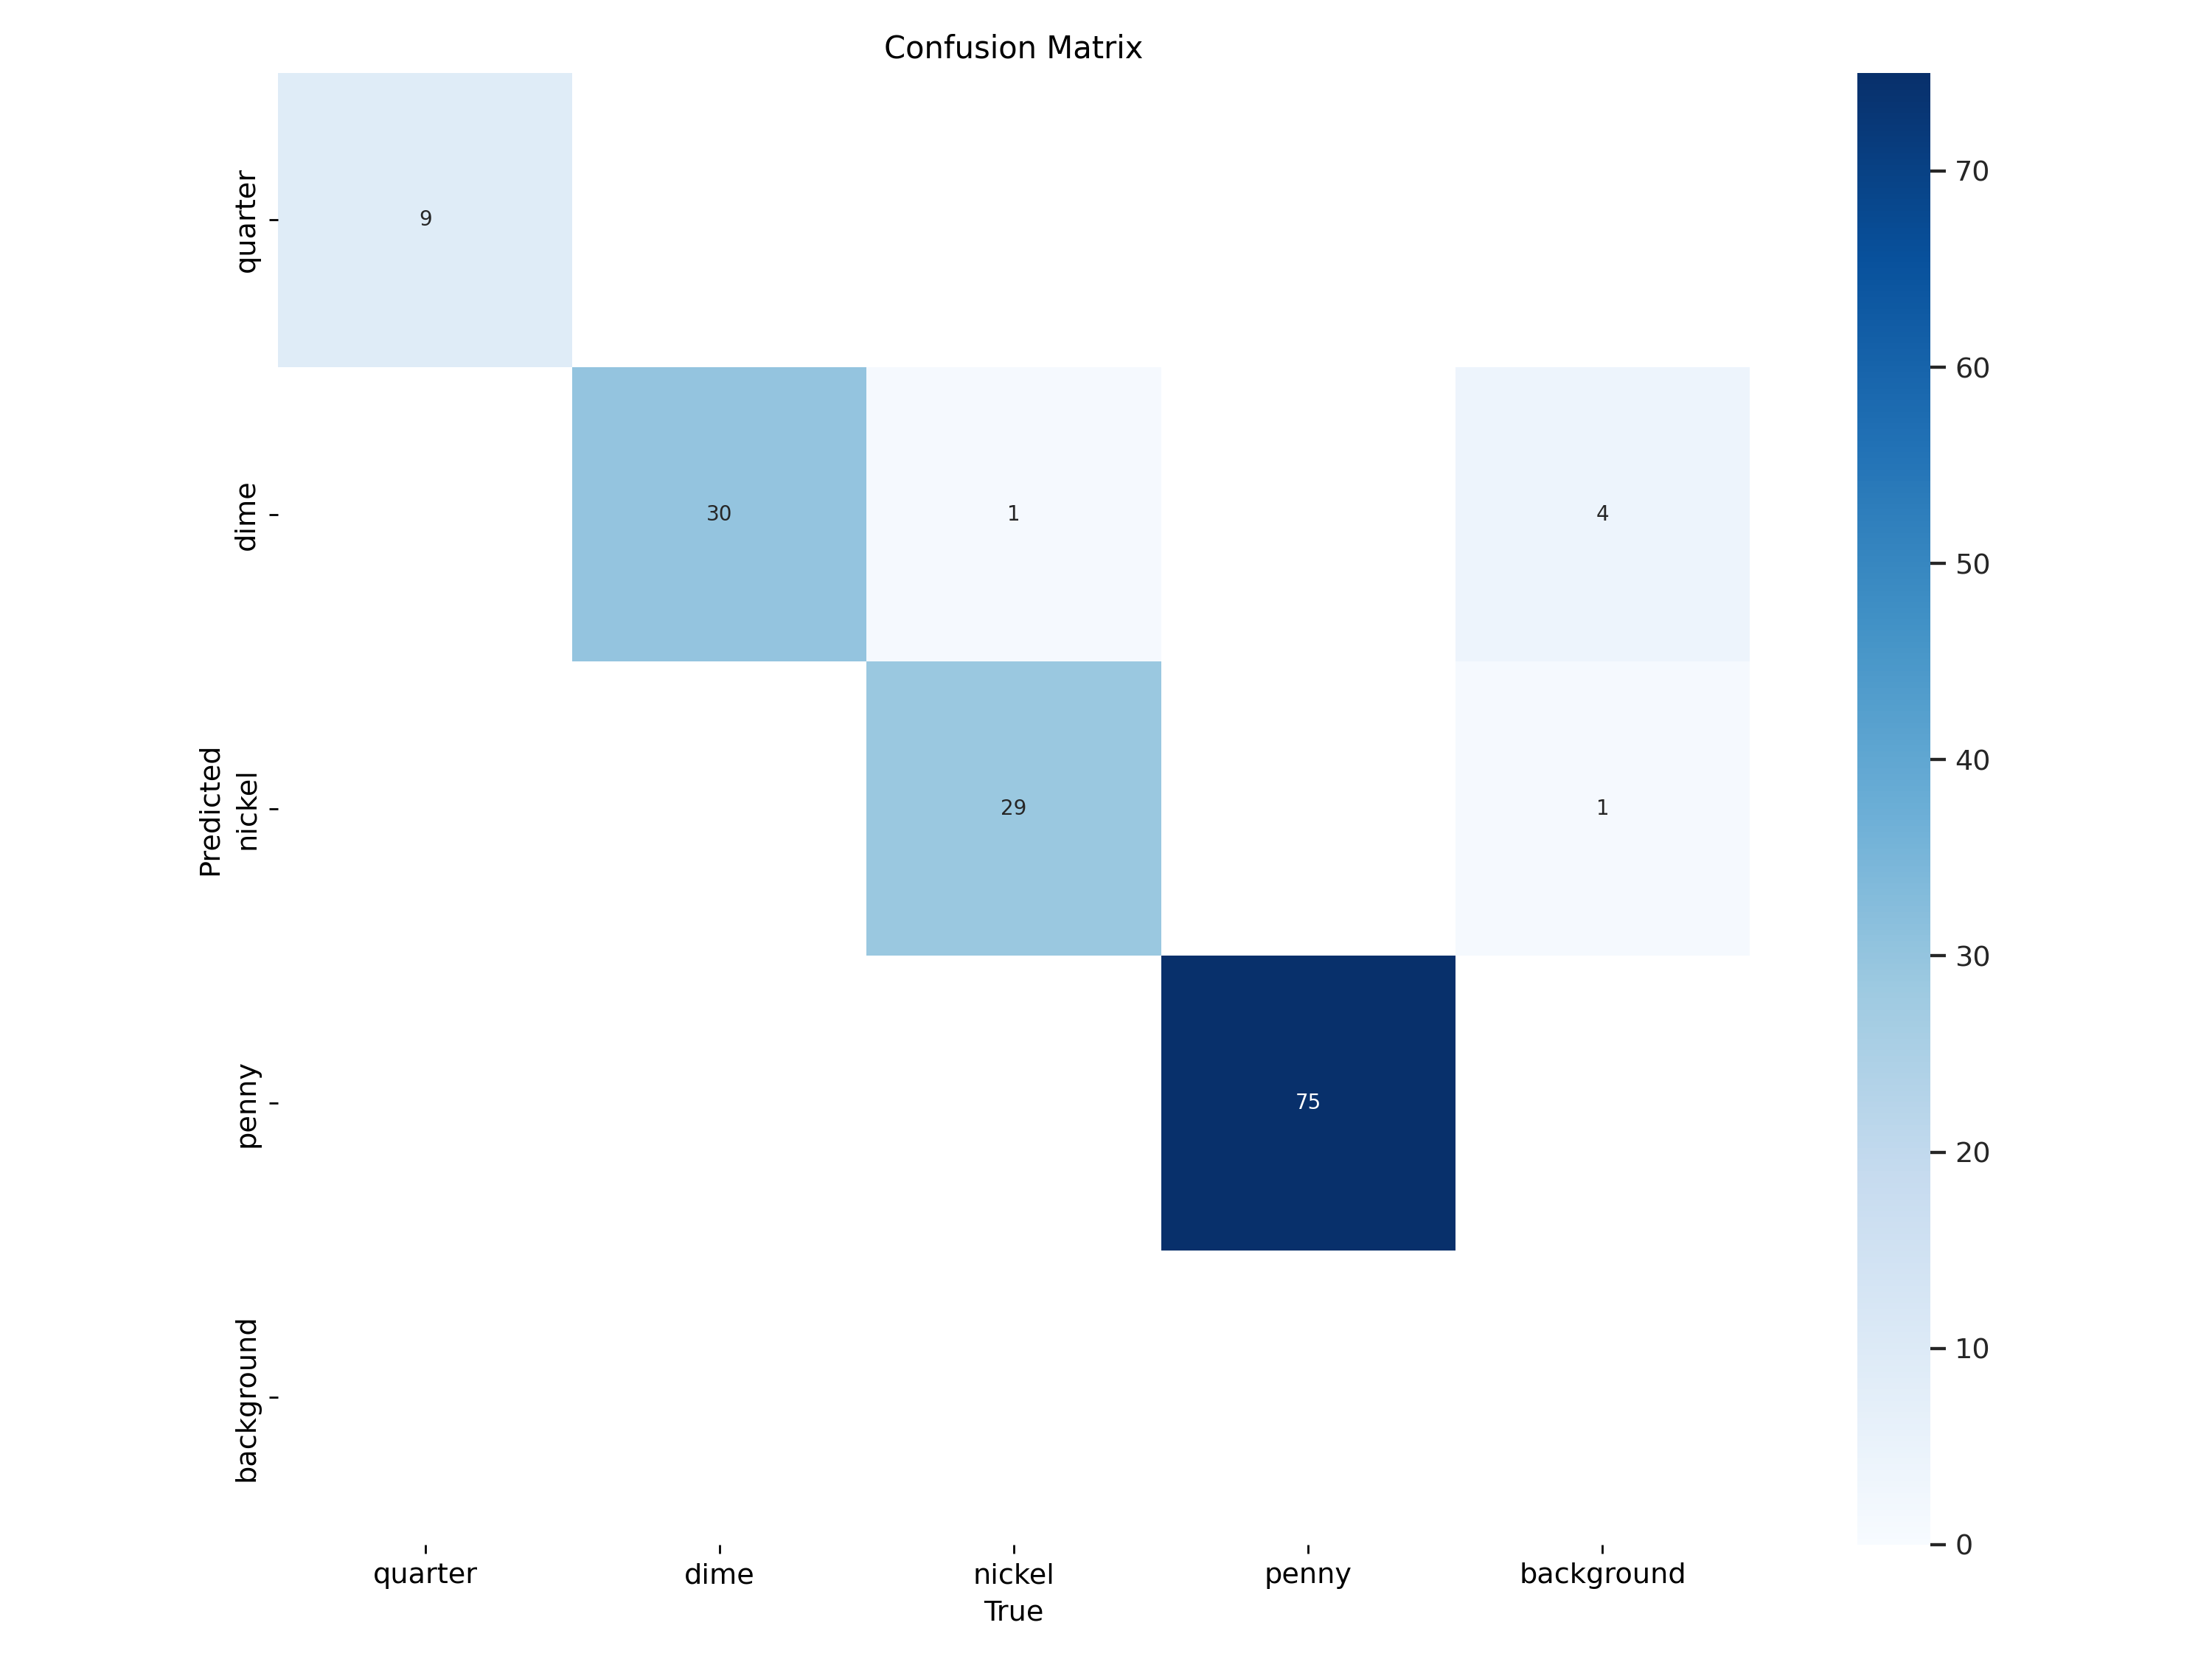 Confusion Matrix
quarter
9
dime
30
1
4
Predicted
nickel
29
1
penny
75
background
quarter
dime
nickel
penny
background
True
70
60
50
40
30
20
10
0